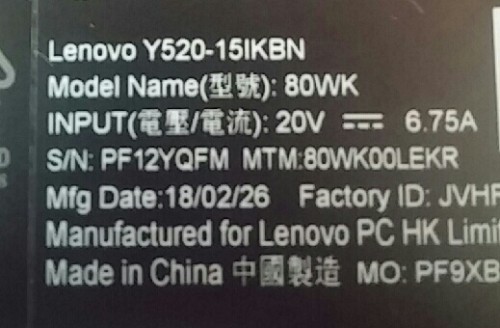 Lenovo Y520-15IKBN
Model Name(型號): 80WK
INPUT(電壓/電流): 20V ⎓ 6.75A
S/N: PF12YQFM MTM:80WK00LEKR
Mfg Date:18/02/26 Factory ID: JVHF
Manufactured for Lenovo PC HK Limit
Made in China 中國製造 MO: PF9XB